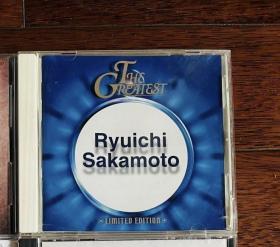 THE
GREATEST
Ryuichi
Sakamoto
– LIMITED EDITION –